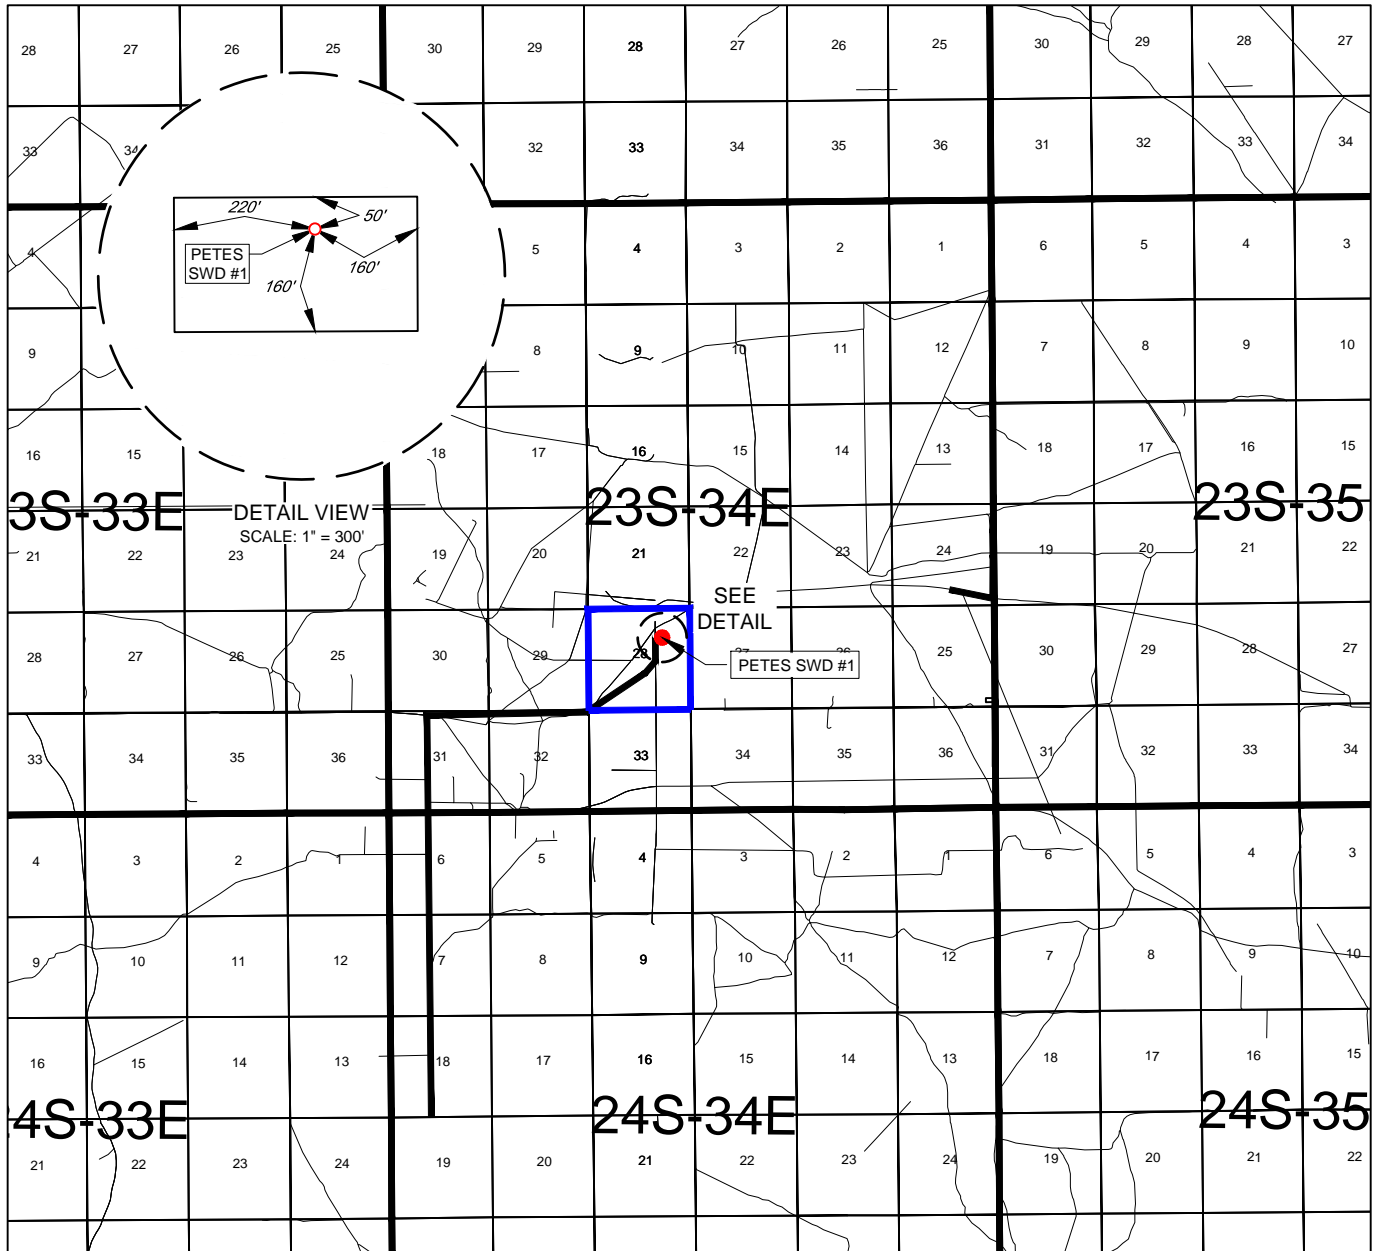 28 27 26 25 30 29 28 27 26 25 30 29 28 27
33 34 32 33 34 35 36 31 32 33 34
220'
50'
PETES
SWD #1
160'
160'
4 5 4 3 2 1 6 5 4 3
9 8 9 10 11 12 7 8 9 10
16 15 18 17 16 15 14 13 18 17 16 15
3S-33E 23S-34E 23S-35
DETAIL VIEW
SCALE: 1" = 300'
21 22 23 24 19 20 21 22 23 24 19 20 21 22
SEE
DETAIL
28 27 26 25 30 29 28 27 26 25 30 29 28 27
PETES SWD #1
33 34 35 36 31 32 33 34 35 36 31 32 33 34
4 3 2 1 6 5 4 3 2 1 6 5 4 3
9 10 11 12 7 8 9 10 11 12 7 8 9 10
16 15 14 13 18 17 16 15 14 13 18 17 16 15
4S-33E 24S-34E 24S-35
21 22 23 24 19 20 21 22 23 24 19 20 21 22